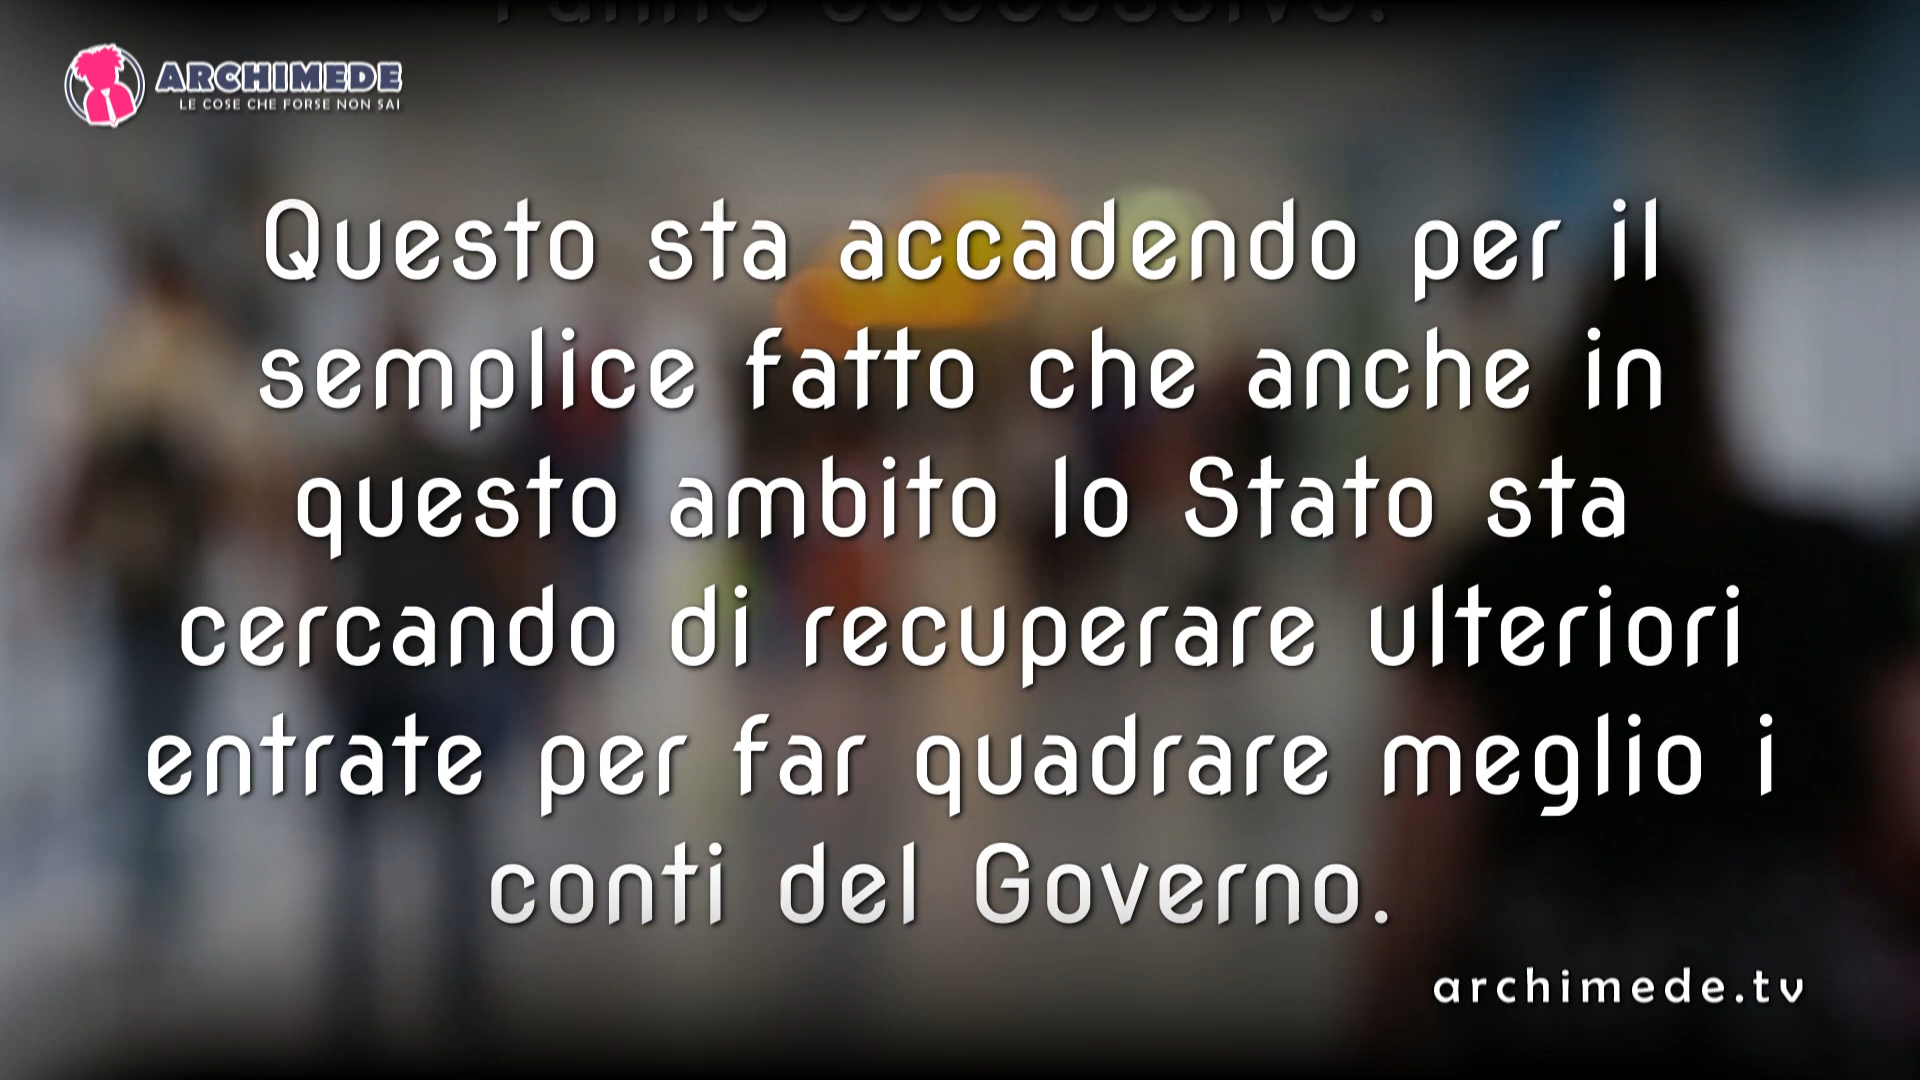 ARCHIMEDE
LE COSE CHE FORSE NON SAI
Questo sta accadendo per il
semplice fatto che anche in
questo ambito lo Stato sta
cercando di recuperare ulteriori
entrate per far quadrare meglio i
conti del Governo.
archimede.tv